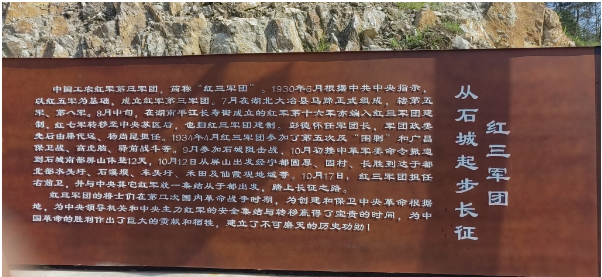 中国工农红军第三军团，简称“红三军团”。1930年6月根据中共中央指示，
以红五军为基础，成立红军第三军团，7月在湖北大冶县马 正式组成，辖第五
军、第八军。8月中旬，在湖南平江长寿街成立的红军第十六军亦编入红三军团建
制，红七军转移至中央苏区后，也归红三军团建制，彭德怀任军团长，军团政委
先后由滕代远、杨尚昆担任。1934年4月红三军团参加了第五次反“围剿”和广昌
保卫战、高虎脑、驿前战斗等。9月参加石城阻击战，10月初接中革军委命令撤退
到石城南部屏山休整12天，10月12日从屏山出发经宁都固厚、固村、长胜到达于都
北部水头圩、石 坝、车头圩、禾田及仙霞观地域等。10月17日，红三军团担任
右前卫，并与中央其它红军统一集结从于都出发，踏上长征之路。
红三军团的将士们在第二次国内革命战争时期，为创建和保卫中央革命根据
地，为中央领导机关和中央主力红军的安全集结与转移赢得了宝贵的时间，为中
国革命的胜利作出了巨大的贡献和牺牲，建立了不可磨灭的历史功勋！
红三军团
从石城起步长征